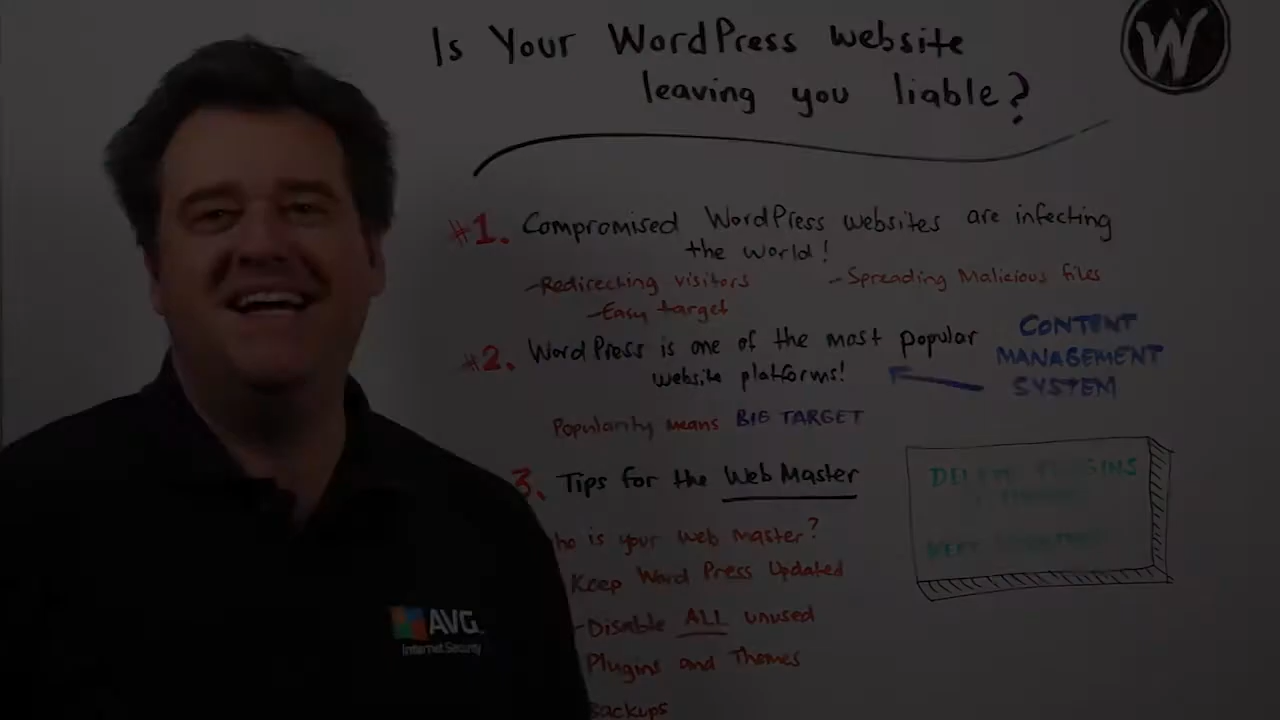 Is Your WordPress website
leaving you liable?
W
#1. Compromised WordPress websites are infecting
the world!
-Redirecting visitors
-Spreading Malicious files
-Easy target
#2. WordPress is one of the most popular
website platforms!
CONTENT
MANAGEMENT
SYSTEM
Popularity means BIG TARGET
3. Tips for the Web Master
ho is your web master?
Keep Word Press Updated
-Disable ALL unused
Plugins and Themes
Backups
DELETE PLUGINS
AVG
Internet Security